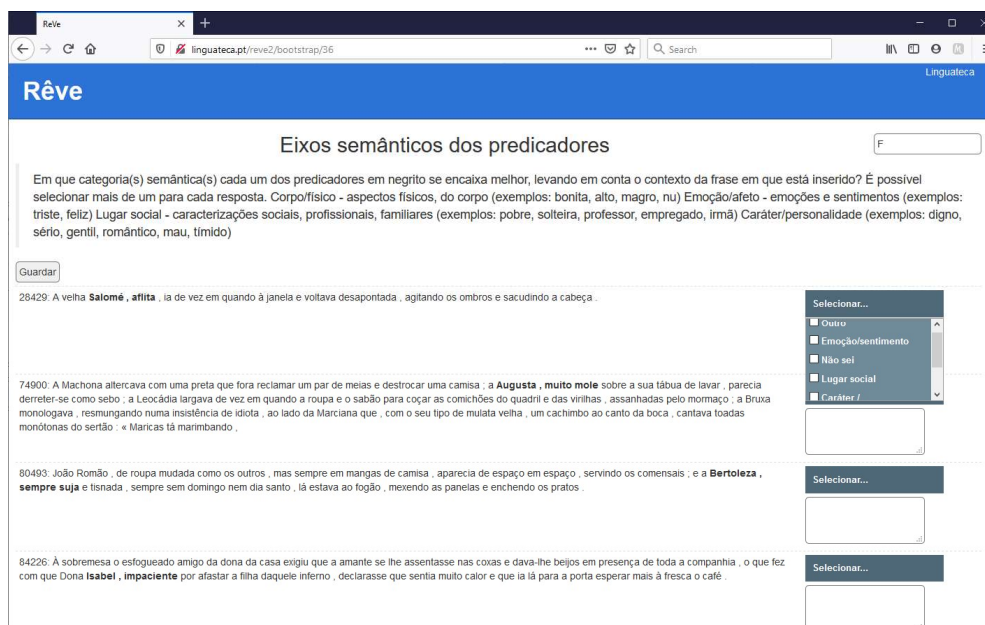 ReVe
linguateca.pt/reve2/bootstrap/36
Search
Linguateca
Rêve
Eixos semânticos dos predicadores
F
Em que categoria(s) semântica(s) cada um dos predicadores em negrito se encaixa melhor, levando em conta o contexto da frase em que está inserido? É possível
selecionar mais de um para cada resposta. Corpo/físico - aspectos físicos, do corpo (exemplos: bonita, alto, magro, nu) Emoção/afeto - emoções e sentimentos (exemplos:
triste, feliz) Lugar social - caracterizações sociais, profissionais, familiares (exemplos: pobre, solteira, professor, empregado, irmã) Caráter/personalidade (exemplos: digno,
sério, gentil, romântico, mau, tímido)
Guardar
28429: A velha Salomé , aflita , ia de vez em quando à janela e voltava desapontada , agitando os ombros e sacudindo a cabeça .
Selecionar...
Outro
Emoção/sentimento
Não sei
Lugar social
Caráter /
74900: A Machona altercava com uma preta que fora reclamar um par de meias e destrocar uma camisa ; a Augusta , muito mole sobre a sua tábua de lavar , parecia
derreter-se como sebo ; a Leocádia largava de vez em quando a roupa e o sabão para coçar as comichões do quadril e das virilhas , assanhadas pelo mormaço ; a Bruxa
monologava , resmungando numa insistência de idiota , ao lado da Marciana que , com o seu tipo de mulata velha , um cachimbo ao canto da boca , cantava toadas
monótonas do sertão : « Maricas tá marimbando ,
80493: João Romão , de roupa mudada como os outros , mas sempre em mangas de camisa , aparecia de espaço em espaço , servindo os comensais ; e a Bertoleza ,
sempre suja e tisnada , sempre sem domingo nem dia santo , lá estava ao fogão , mexendo as panelas e enchendo os pratos .
Selecionar...
84226: À sobremesa o esfogueado amigo da dona da casa exigiu que a amante se lhe assentasse nas coxas e dava-lhe beijos em presença de toda a companhia , o que fez
com que Dona Isabel , impaciente por afastar a filha daquele inferno , declarasse que sentia muito calor e que ia lá para a porta esperar mais à fresca o café .
Selecionar...